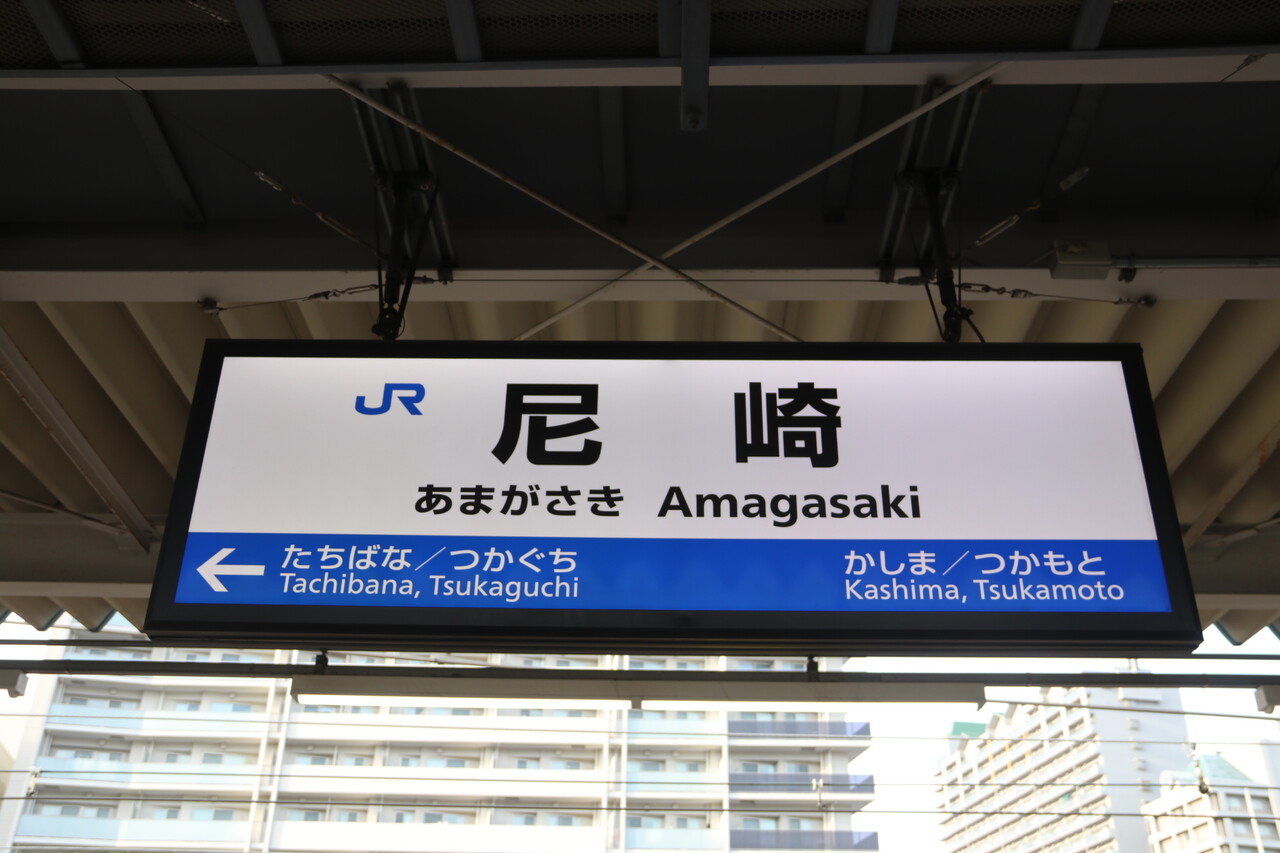 JR 尼崎
あまがさき Amagasaki
← たちばな／つかぐち
Tachibana, Tsukaguchi
かしま／つかもと
Kashima, Tsukamoto